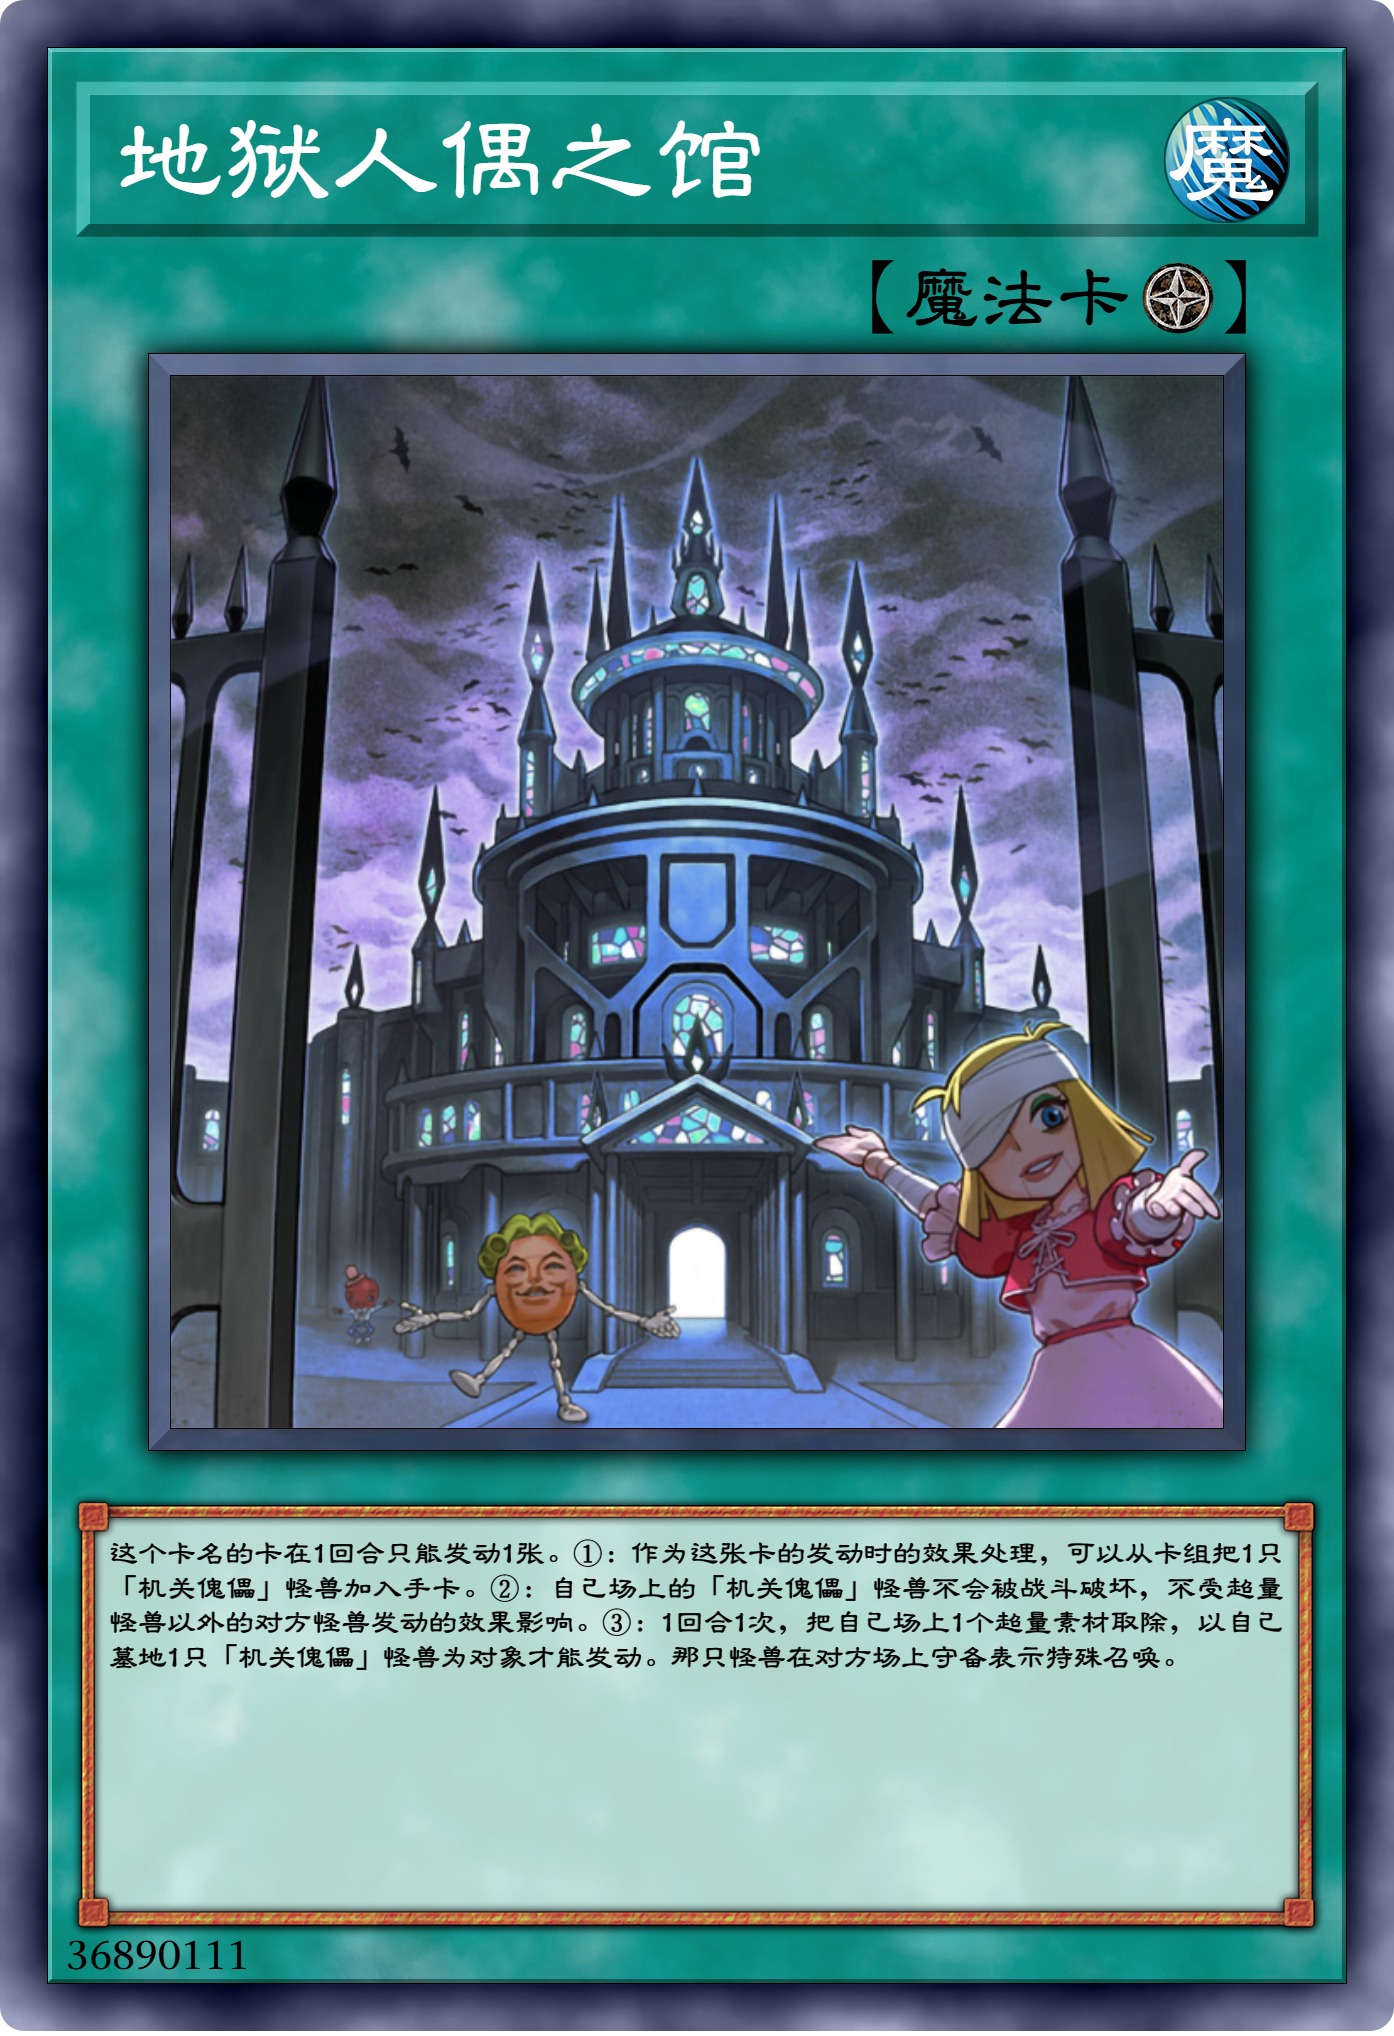 地狱人偶之馆
魔
【魔法卡】
这个卡名的卡在1回合只能发动1张。①：作为这张卡的发动时的效果处理，可以从卡组把1只
「机关傀儡」怪兽加入手卡。②：自己场上的「机关傀儡」怪兽不会被战斗破坏，不受超量
怪兽以外的对方怪兽发动的效果影响。③：1回合1次，把自己场上1个超量素材取除，以自己
墓地1只「机关傀儡」怪兽为对象才能发动。那只怪兽在对方场上守备表示特殊召唤。
36890111